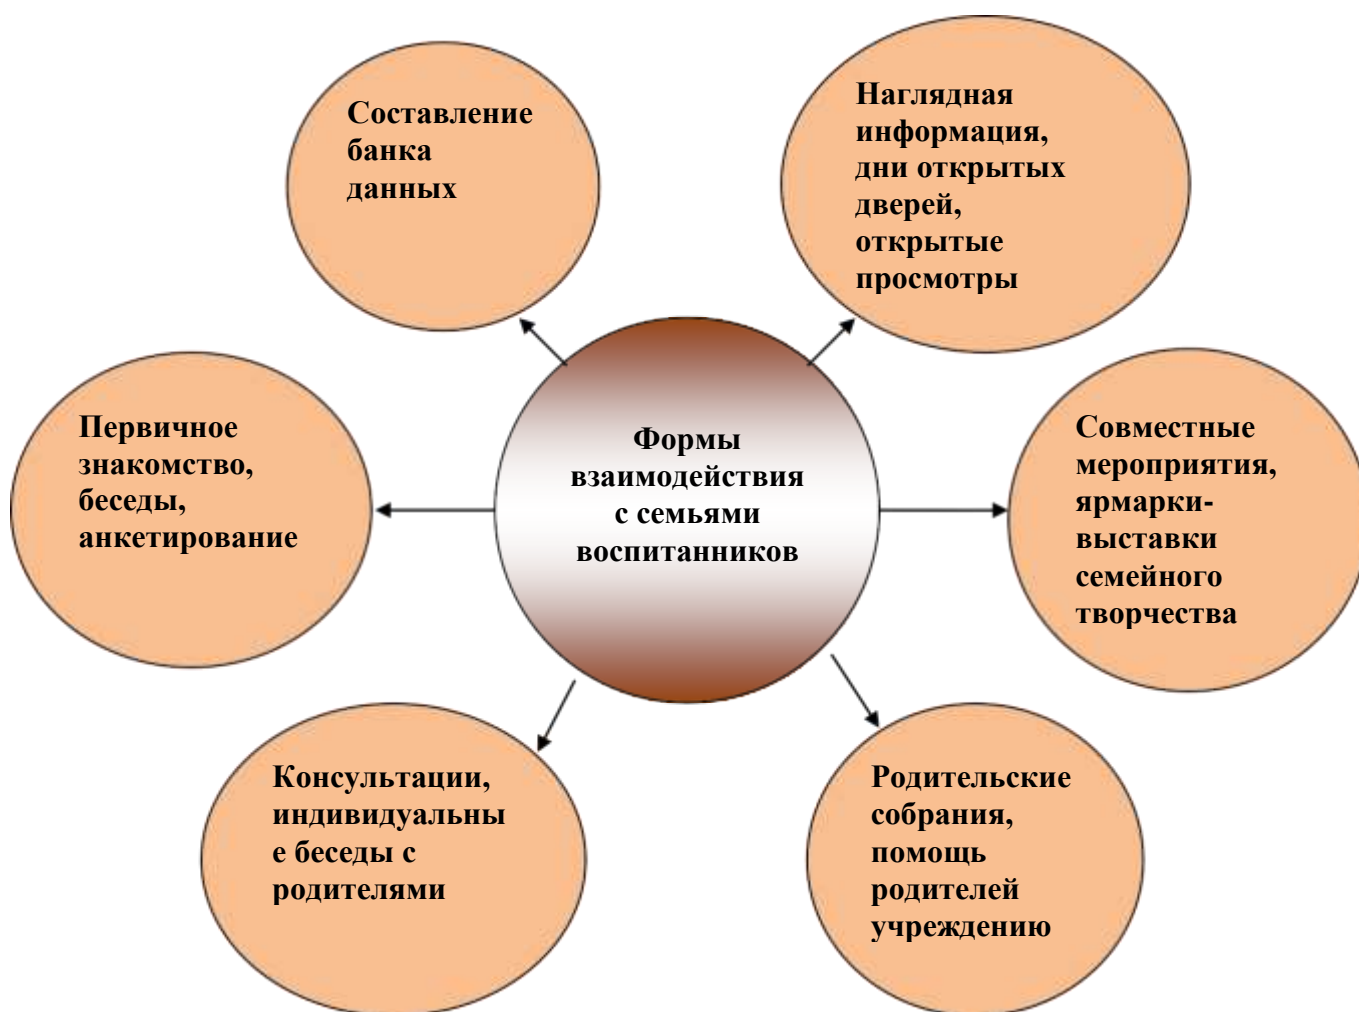 Составление
банка
данных
Наглядная
информация,
дни открытых
дверей,
открытые
просмотры
Первичное
знакомство,
беседы,
анкетирование
Формы
взаимодействия
с семьями
воспитанников
Совместные
мероприятия,
ярмарки-
выставки
семейного
творчества
Консультации,
индивидуальны
е беседы с
родителями
Родительские
собрания,
помощь
родителей
учреждению